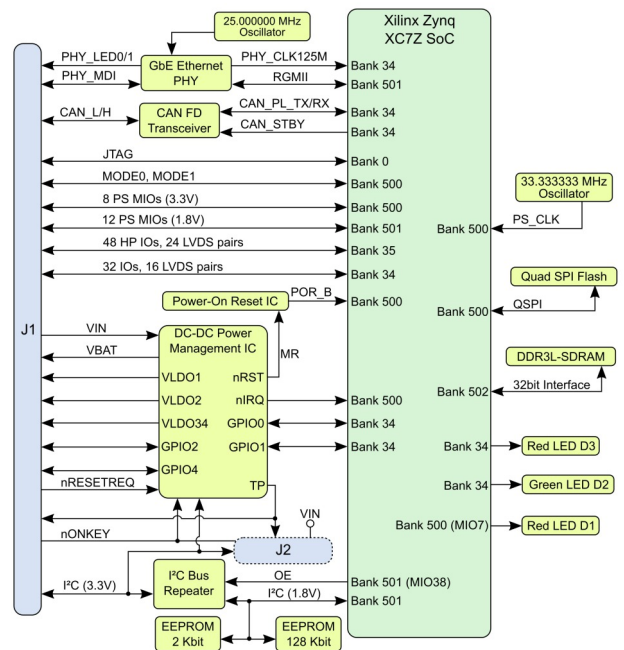 25.000000 MHz
Oscillator
Xilinx Zynq
XC7Z SoC
PHY_LED0/1
GbE Ethernet
PHY
PHY_CLK125M
Bank 34
PHY_MDI
RGMII
Bank 501
CAN_L/H
CAN FD
Transceiver
CAN_PL_TX/RX
Bank 34
CAN_STBY
Bank 34
JTAG
Bank 0
MODE0, MODE1
Bank 500
8 PS MIOs (3.3V)
Bank 500
12 PS MIOs (1.8V)
Bank 501
48 HP IOs, 24 LVDS pairs
Bank 35
32 IOs, 16 LVDS pairs
Bank 34
33.333333 MHz
Oscillator
Bank 500
PS_CLK
Quad SPI Flash
Bank 500
QSPI
DDR3L-SDRAM
Bank 502
32bit Interface
Power-On Reset IC
POR_B
Bank 500
J1
VIN
DC-DC Power
Management IC
MR
VBAT
VLDO1
nRST
VLDO2
nIRQ
Bank 500
VLDO34
GPIO0
Bank 34
GPIO2
GPIO1
Bank 34
GPIO4
nRESETREQ
TP
Bank 34
Red LED D3
Bank 34
Green LED D2
Bank 500 (MIO7)
Red LED D1
VIN
nONKEY
J2
I²C (3.3V)
I²C Bus
Repeater
OE
Bank 501 (MIO38)
I²C (1.8V)
Bank 501
EEPROM
2 Kbit
EEPROM
128 Kbit